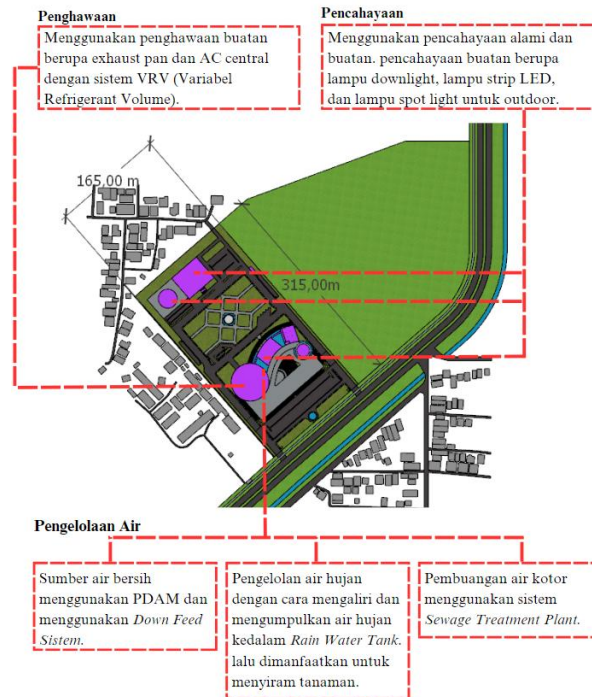 Penghawaan
Menggunakan penghawaan buatan
berupa exhaust pan dan AC central
dengan sistem VRV (Variabel
Refrigerant Volume).
Pencahayaan
Menggunakan pencahayaan alami dan
buatan. pencahayaan buatan berupa
lampu downlight, lampu strip LED,
dan lampu spot light untuk outdoor.
165,00 m
315,00m
Pengelolaan Air
Sumber air bersih
menggunakan PDAM dan
menggunakan Down Feed
Sistem.
Pengelolan air hujan
dengan cara mengaliri dan
mengumpulkan air hujan
kedalam Rain Water Tank.
lalu dimanfaatkan untuk
menyiram tanaman.
Pembuangan air kotor
menggunakan sistem
Sewage Treatment Plant.